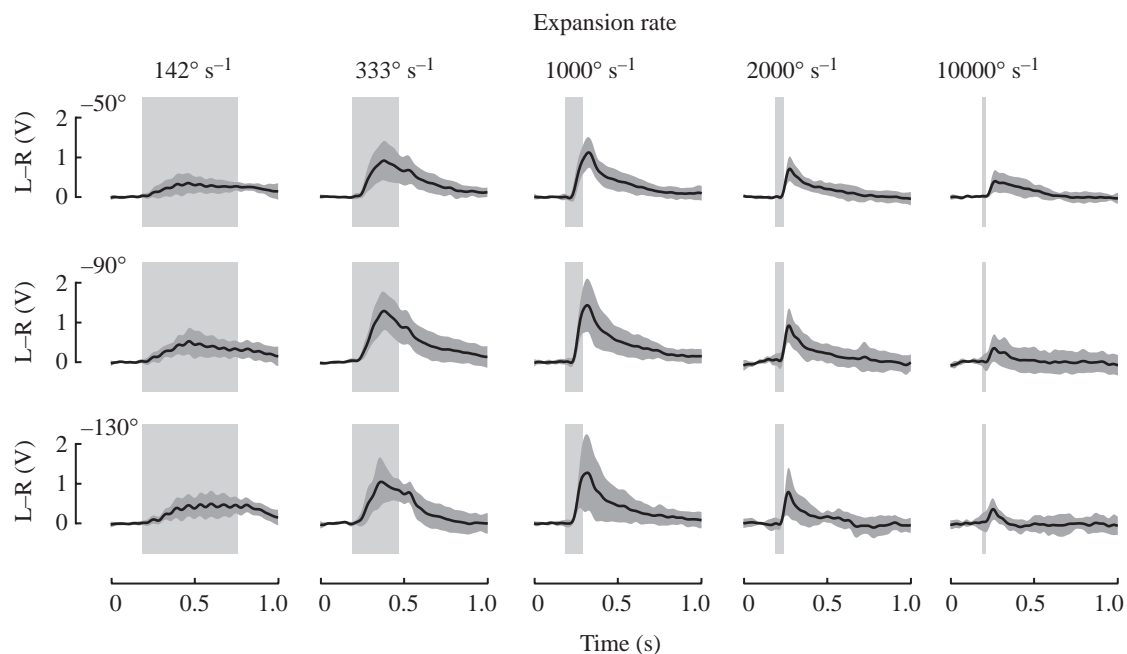 Expansion rate
142° s⁻¹ 333° s⁻¹ 1000° s⁻¹ 2000° s⁻¹ 10000° s⁻¹
–50°
L–R (V)
2
1
0
–90°
L–R (V)
2
1
0
–130°
L–R (V)
2
1
0
0 0.5 1.0 0 0.5 1.0 0 0.5 1.0 0 0.5 1.0 0 0.5 1.0
Time (s)